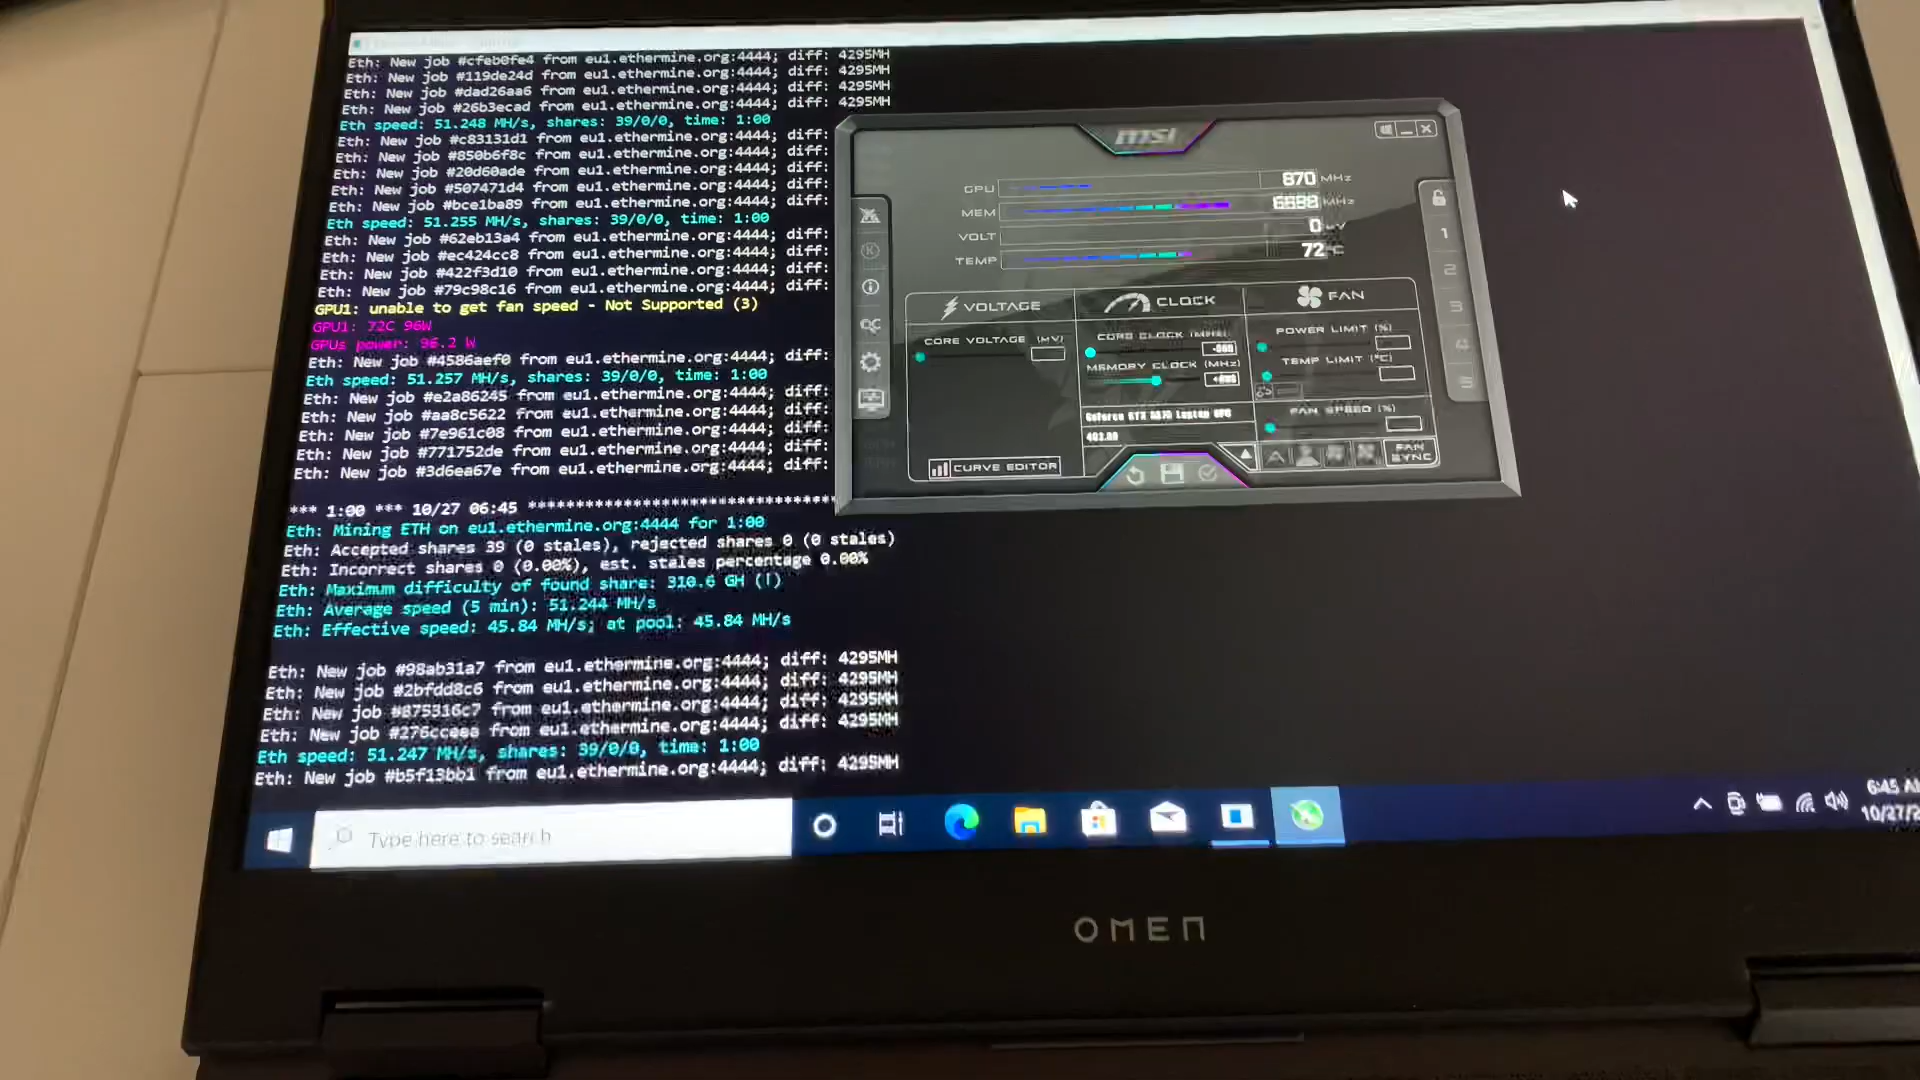 Eth: New job #cfeb0fe4 from eu1.ethermine.org:4444; diff: 4295MH
Eth: New job #119de24d from eu1.ethermine.org:4444; diff: 4295MH
Eth: New job #dad26aa6 from eu1.ethermine.org:4444; diff: 4295MH
Eth: New job #26b3ecad from eu1.ethermine.org:4444; diff: 4295MH
Eth speed: 51.248 MH/s, shares: 39/0/0, time: 1:00
Eth: New job #c83131d1 from eu1.ethermine.org:4444; diff:
Eth: New job #850b6f8c from eu1.ethermine.org:4444; diff:
Eth: New job #20d60ade from eu1.ethermine.org:4444; diff:
Eth: New job #507471d4 from eu1.ethermine.org:4444; diff:
Eth: New job #bce1ba89 from eu1.ethermine.org:4444; diff:
Eth speed: 51.255 MH/s, shares: 39/0/0, time: 1:00
Eth: New job #62eb13a4 from eu1.ethermine.org:4444; diff:
Eth: New job #ec424cc8 from eu1.ethermine.org:4444; diff:
Eth: New job #422f3d10 from eu1.ethermine.org:4444; diff:
Eth: New job #79c98c16 from eu1.ethermine.org:4444; diff:
GPU1: unable to get fan speed - Not Supported (3)
GPU1: 72C 96W
GPUs power: 96.2 W
Eth: New job #4586aef0 from eu1.ethermine.org:4444; diff:
Eth speed: 51.257 MH/s, shares: 39/0/0, time: 1:00
Eth: New job #e2a86245 from eu1.ethermine.org:4444; diff:
Eth: New job #aa8c5622 from eu1.ethermine.org:4444; diff:
Eth: New job #7e961c08 from eu1.ethermine.org:4444; diff:
Eth: New job #771752de from eu1.ethermine.org:4444; diff:
Eth: New job #3d6ea67e from eu1.ethermine.org:4444; diff:
*** 1:00 *** 10/27 06:45 **********************************
Eth: Mining ETH on eu1.ethermine.org:4444 for 1:00
Eth: Accepted shares 39 (0 stales), rejected shares 0 (0 stales)
Eth: Incorrect shares 0 (0.00%), est. stales percentage 0.00%
Eth: Maximum difficulty of found share: 310.6 GH (!)
Eth: Average speed (5 min): 51.244 MH/s
Eth: Effective speed: 45.84 MH/s; at pool: 45.84 MH/s
Eth: New job #98ab31a7 from eu1.ethermine.org:4444; diff: 4295MH
Eth: New job #2bfdd8c6 from eu1.ethermine.org:4444; diff: 4295MH
Eth: New job #875316c7 from eu1.ethermine.org:4444; diff: 4295MH
Eth: New job from eu1.ethermine.org:4444; diff: 4295MH
Eth speed: 51.247 MH/s, shares: 39/0/0, time: 1:00
Eth: New job #b5f13bb1 from eu1.ethermine.org:4444; diff: 4295MH
msi
GPU 870 MHz
MEM MHz
VOLT 0
TEMP 72 °C
VOLTAGE
CORE VOLTAGE (MV)
CURVE EDITOR
CLOCK
CORE CLOCK (MHz)
MEMORY CLOCK (MHz)
Laptop GPU
FAN
POWER LIMIT (%)
TEMP LIMIT (°C)
FAN SPEED (%)
FAN SYNC
1
2
3
4
5
Type here to search
6:45 A
10/27/2
OMEN